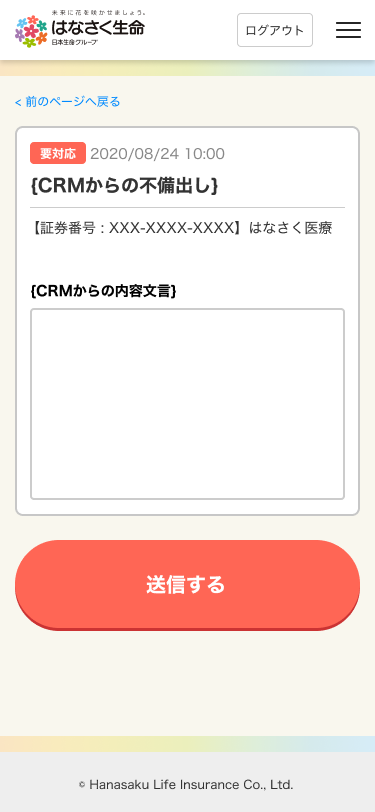 未来に花を咲かせましょう。
はなさく生命
日本生命グループ
ログアウト
< 前のページへ戻る
要対応 2020/08/24 10:00
{CRMからの不備出し}
【証券番号 : XXX-XXXX-XXXX】はなさく医療
{CRMからの内容文言}
送信する
© Hanasaku Life Insurance Co., Ltd.